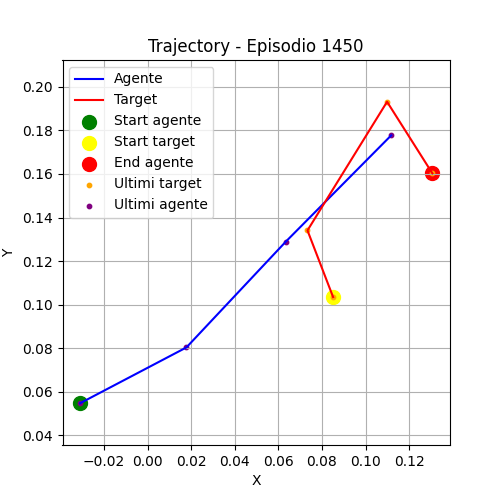 Trajectory - Episodio 1450
Agente
Target
Start agente
Start target
End agente
Ultimi target
Ultimi agente
0.20
0.18
0.16
0.14
0.12
0.10
0.08
0.06
0.04
Y
−0.02
0.00
0.02
0.04
0.06
0.08
0.10
0.12
X